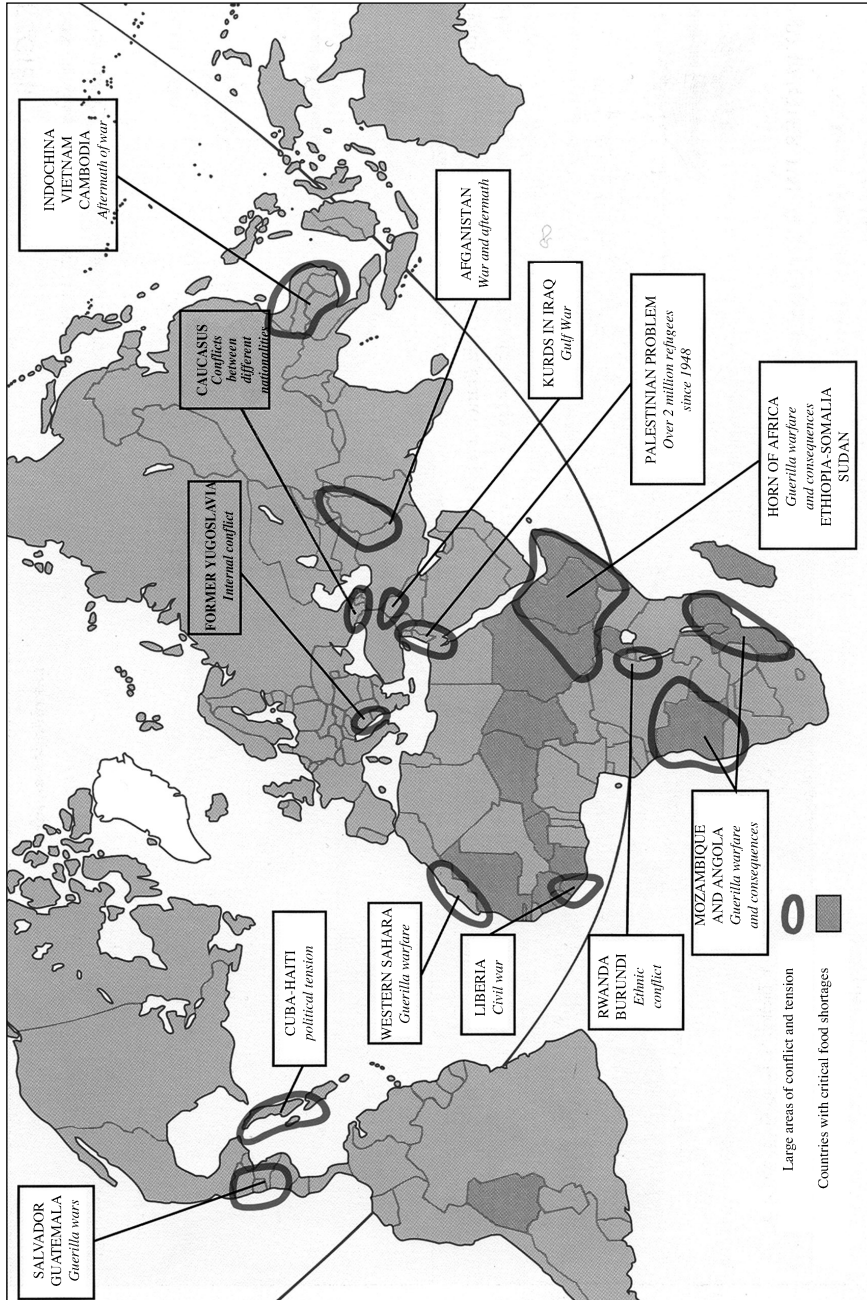 SALVADOR
GUATEMALA
Guerilla wars
CUBA-HAITI
political tension
WESTERN SAHARA
Guerilla warfare
LIBERIA
Civil war
RWANDA
BURUNDI
Ethnic
conflict
MOZAMBIQUE
AND ANGOLA
Guerilla warfare
and consequences
FORMER YUGOSLAVIA
Internal conflict
CAUCASUS
Conflicts
between
different
nationalities
INDOCHINA
VIETNAM
CAMBODIA
Aftermath of war
AFGANISTAN
War and aftermath
KURDS IN IRAQ
Gulf War
PALESTINIAN PROBLEM
Over 2 million refugees
since 1948
HORN OF AFRICA
Guerilla warfare
and consequences
ETHIOPIA-SOMALIA
SUDAN
Large areas of conflict and tension
Countries with critical food shortages